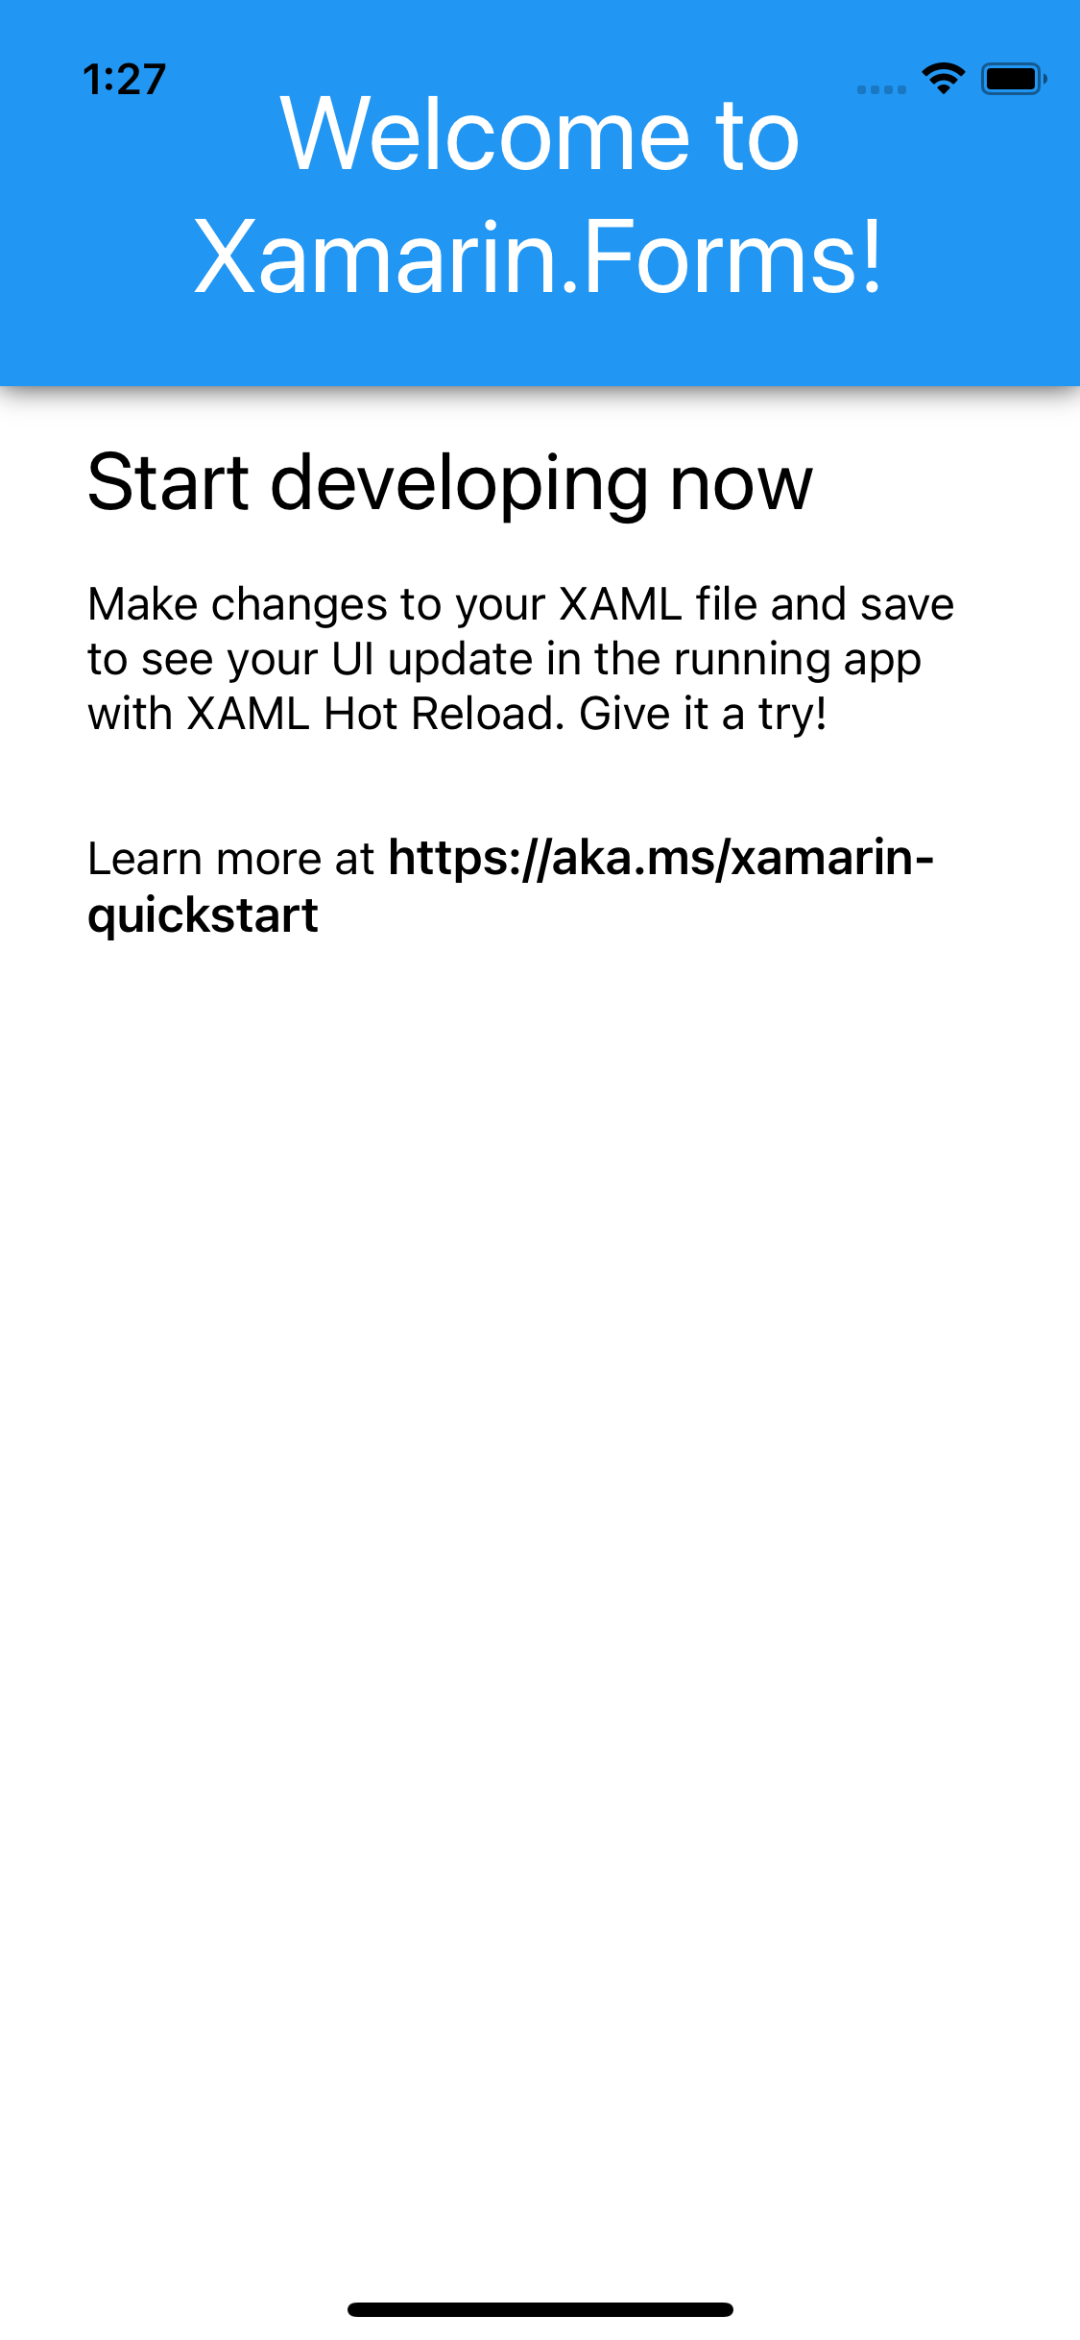 1:27
Welcome to
Xamarin.Forms!
Start developing now
Make changes to your XAML file and save
to see your UI update in the running app
with XAML Hot Reload. Give it a try!
Learn more at https://aka.ms/xamarin-
quickstart